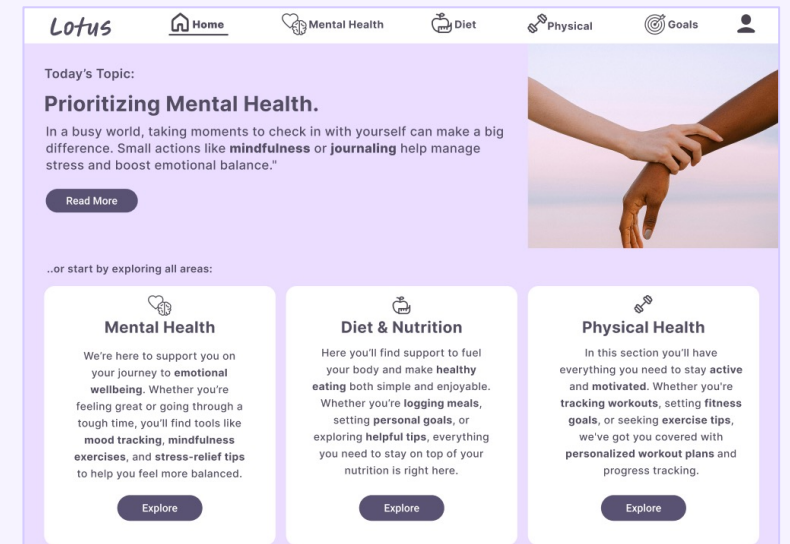 Lotus
Home
Mental Health
Diet
Physical
Goals
Today's Topic:
Prioritizing Mental Health.
In a busy world, taking moments to check in with yourself can make a big
difference. Small actions like mindfulness or journaling help manage
stress and boost emotional balance."
Read More
..or start by exploring all areas:
Mental Health
We're here to support you on
your journey to emotional
wellbeing. Whether you're
feeling great or going through a
tough time, you'll find tools like
mood tracking, mindfulness
exercises, and stress-relief tips
to help you feel more balanced.
Explore
Diet & Nutrition
Here you'll find support to fuel
your body and make healthy
eating both simple and enjoyable.
Whether you're logging meals,
setting personal goals, or
exploring helpful tips, everything
you need to stay on top of your
nutrition is right here.
Explore
Physical Health
In this section you'll have
everything you need to stay active
and motivated. Whether you're
tracking workouts, setting fitness
goals, or seeking exercise tips,
we've got you covered with
personalized workout plans and
progress tracking.
Explore